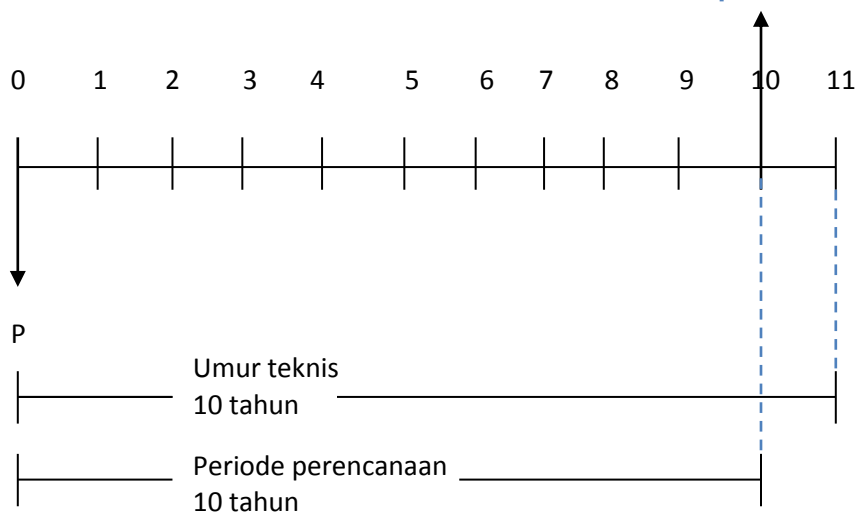 0 1 2 3 4 5 6 7 8 9 10 11
P
Umur teknis
10 tahun
Periode perencanaan
10 tahun